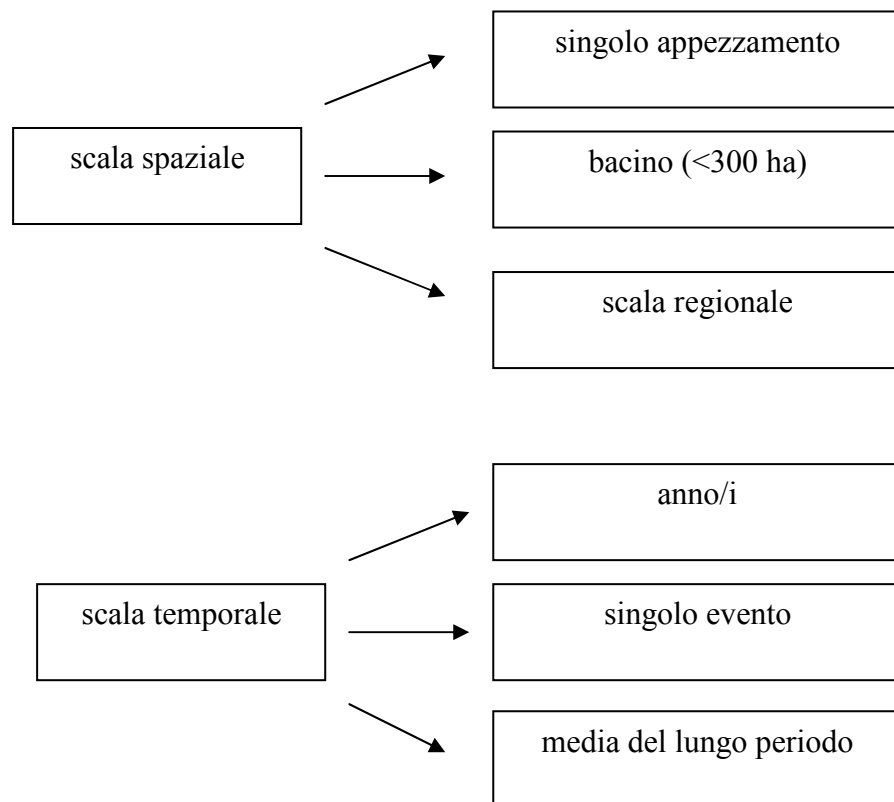 scala spaziale
singolo appezzamento
bacino (<300 ha)
scala regionale
scala temporale
anno/i
singolo evento
media del lungo periodo